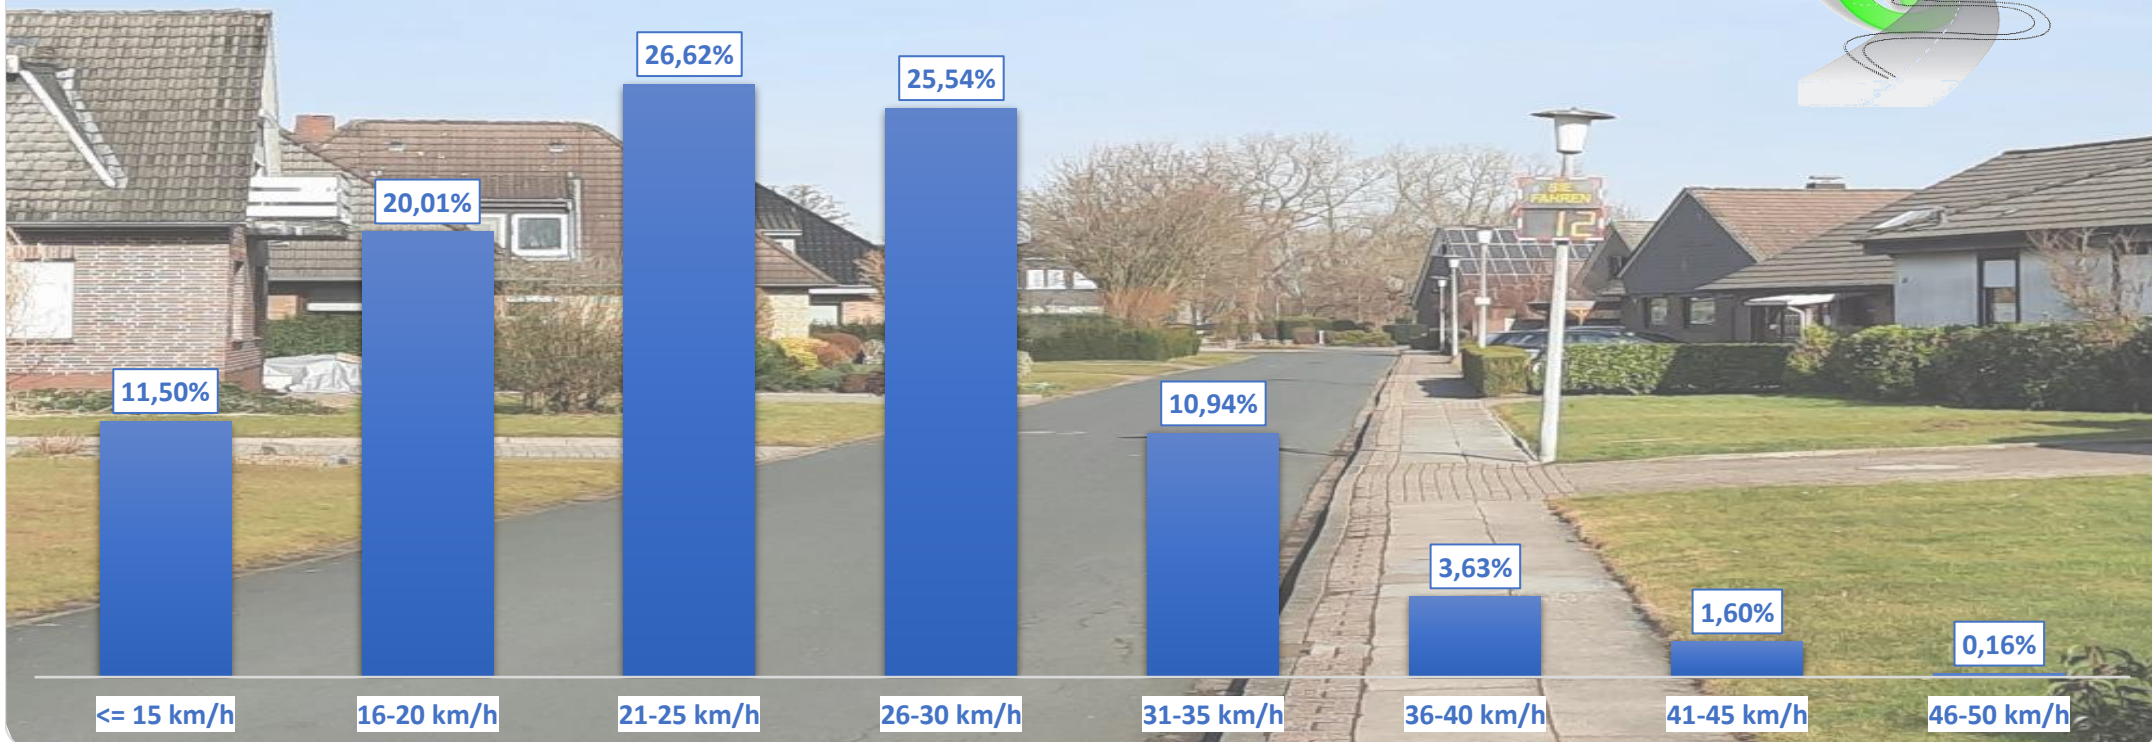 26,62%
25,54%
20,01%
SIE
FAHREN
12
11,50%
10,94%
3,63%
1,60%
0,16%
<= 15 km/h
16-20 km/h
21-25 km/h
26-30 km/h
31-35 km/h
36-40 km/h
41-45 km/h
46-50 km/h